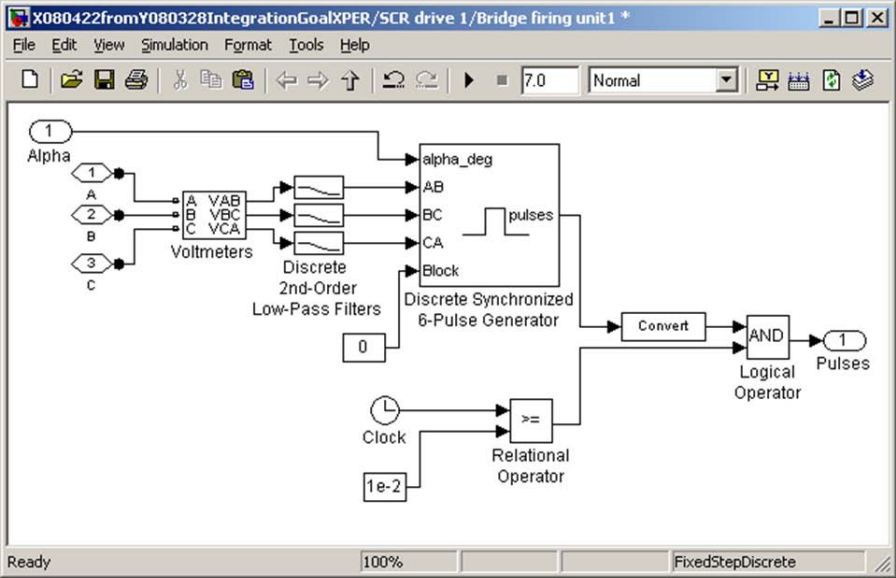 X080422fromY080328IntegrationGoalXPER/SCR drive 1/Bridge firing unit1 *
File Edit View Simulation Format Tools Help
7.0 Normal
1
Alpha
1
A
2
B
3
C
A VAB
B VBC
C VCA
Voltmeters
Discrete
2nd-Order
Low-Pass Filters
alpha_deg
AB
BC
CA
Block
pulses
Discrete Synchronized
6-Pulse Generator
0
Convert
AND
Logical
Operator
1
Pulses
Clock
>=
Relational
Operator
1e-2
Ready 100% FixedStepDiscrete